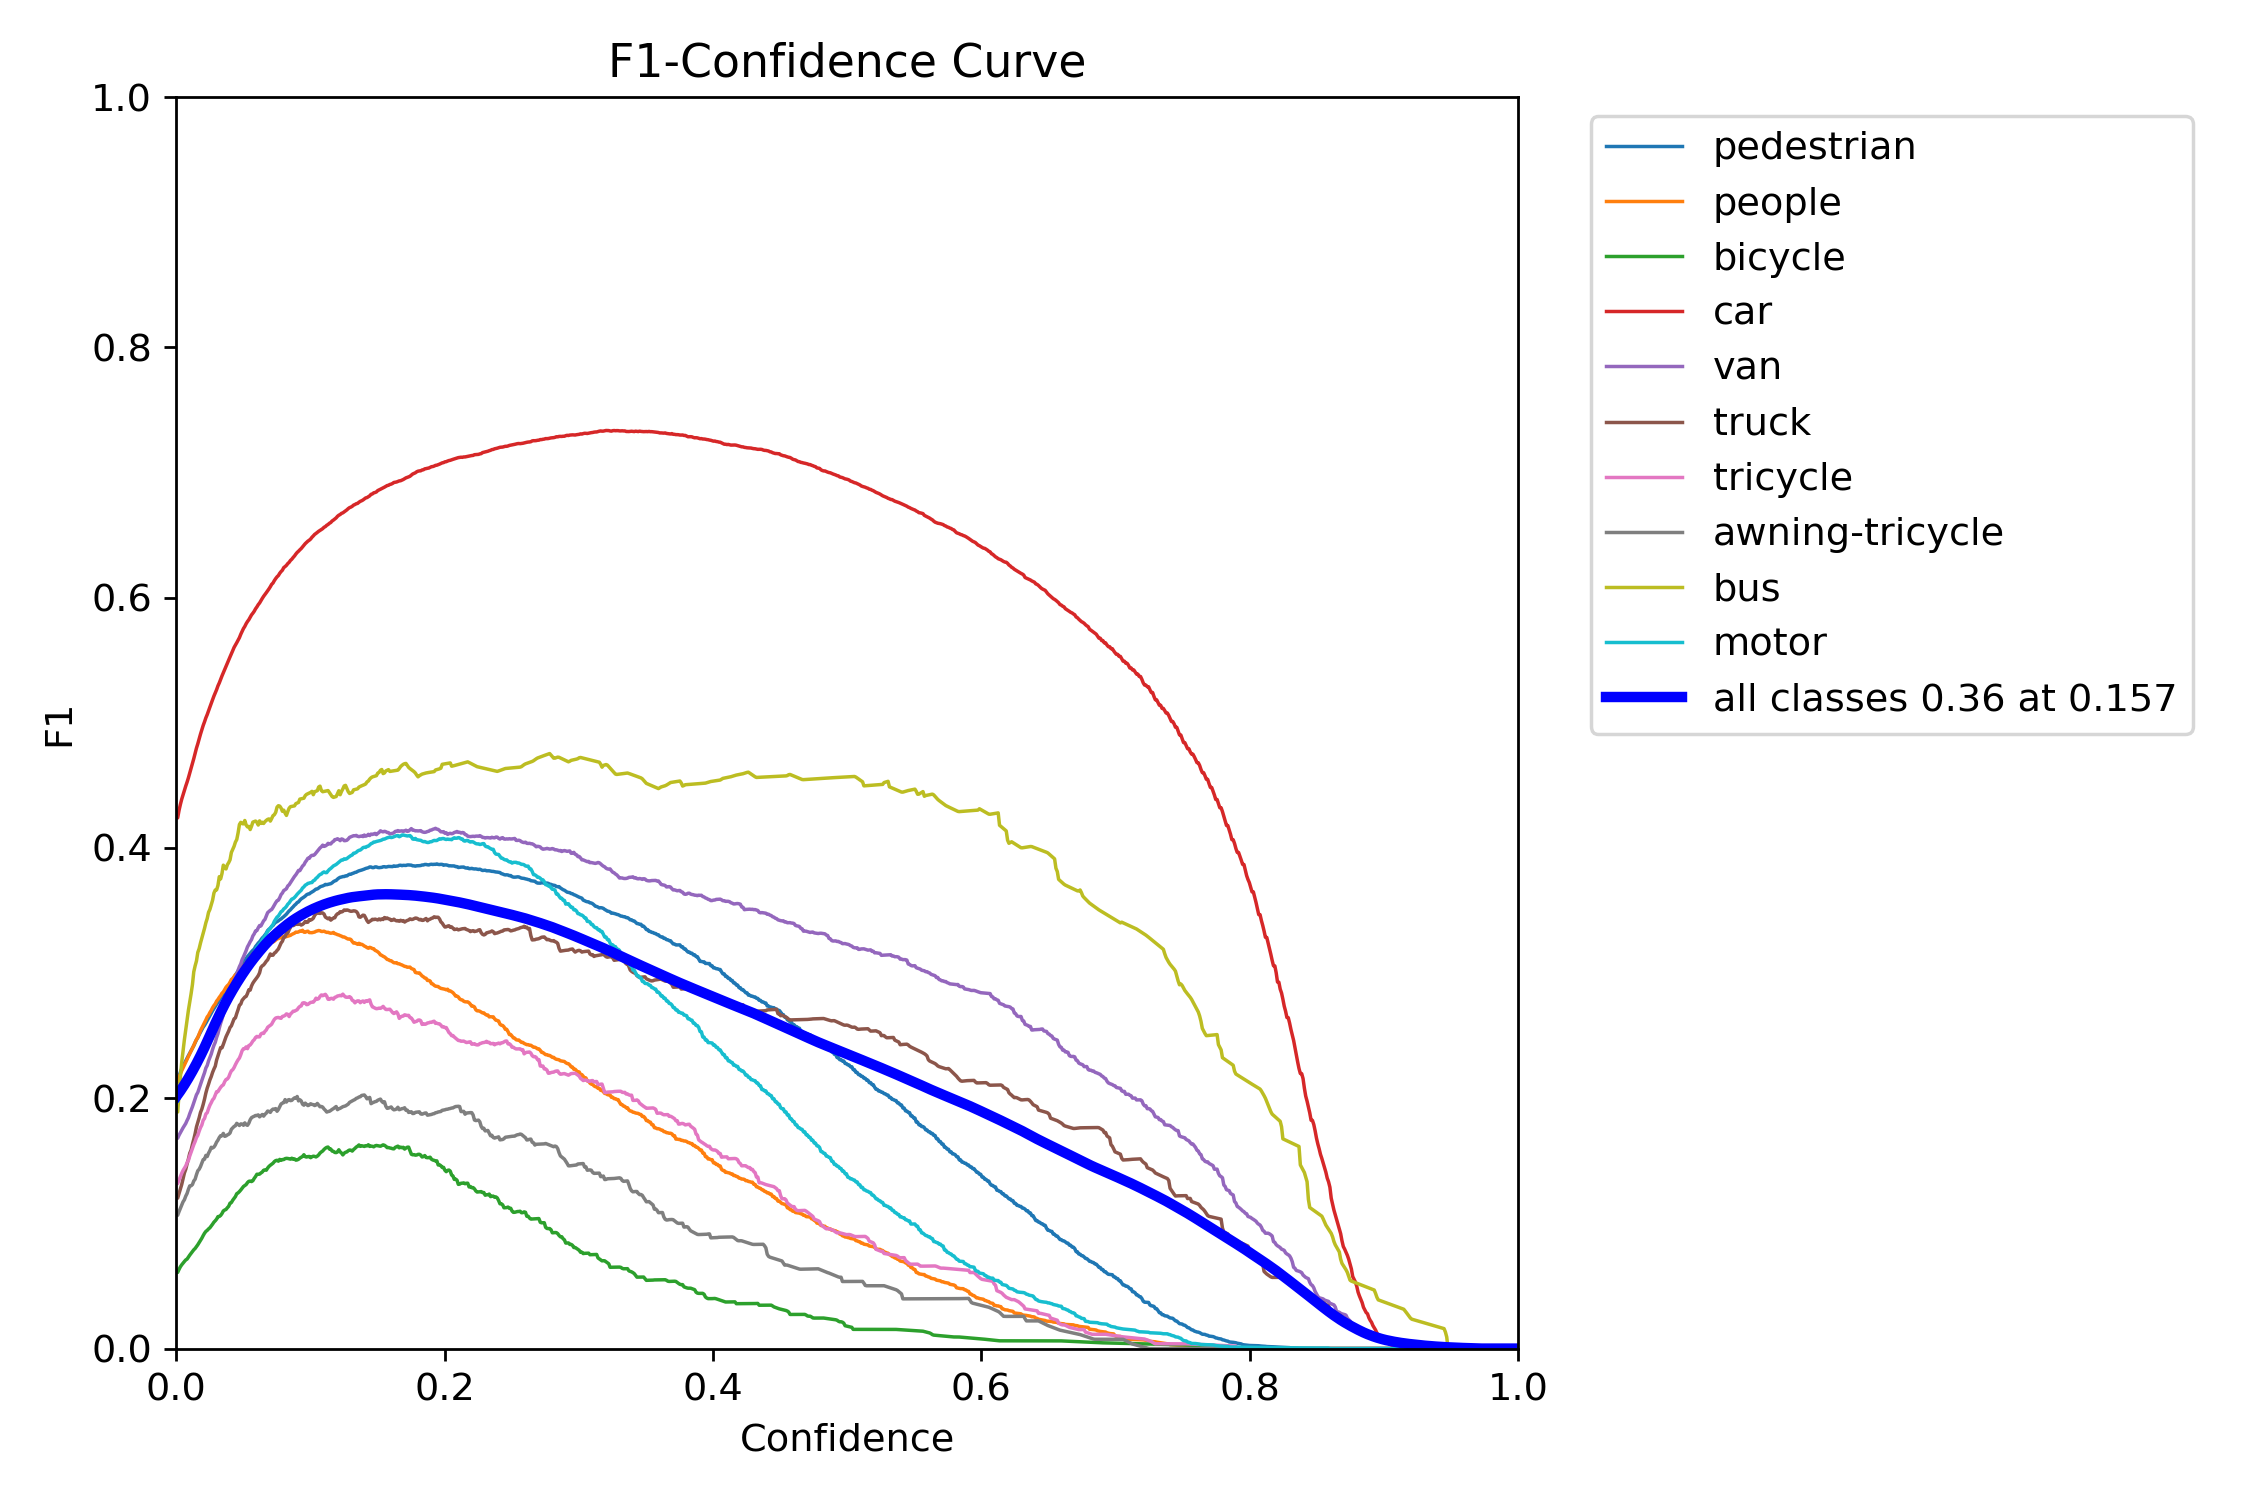 F1-Confidence Curve
1.0
0.8
0.6
0.4
0.2
0.0
F1
0.0 0.2 0.4 0.6 0.8 1.0
Confidence
pedestrian
people
bicycle
car
van
truck
tricycle
awning-tricycle
bus
motor
all classes 0.36 at 0.157